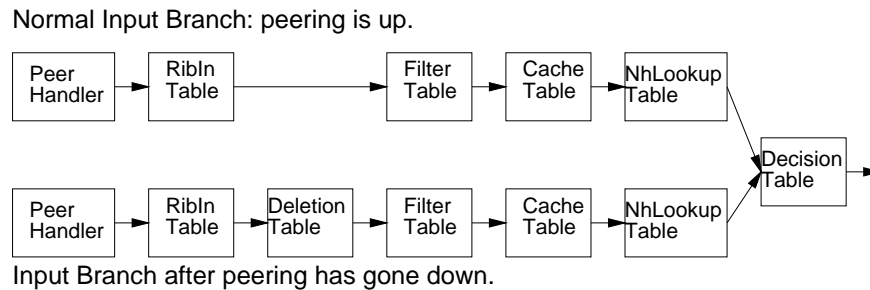 Normal Input Branch: peering is up.
Peer
Handler
RibIn
Table
Filter
Table
Cache
Table
NhLookup
Table
Decision
Table
Peer
Handler
RibIn
Table
Deletion
Table
Filter
Table
Cache
Table
NhLookup
Table
Input Branch after peering has gone down.